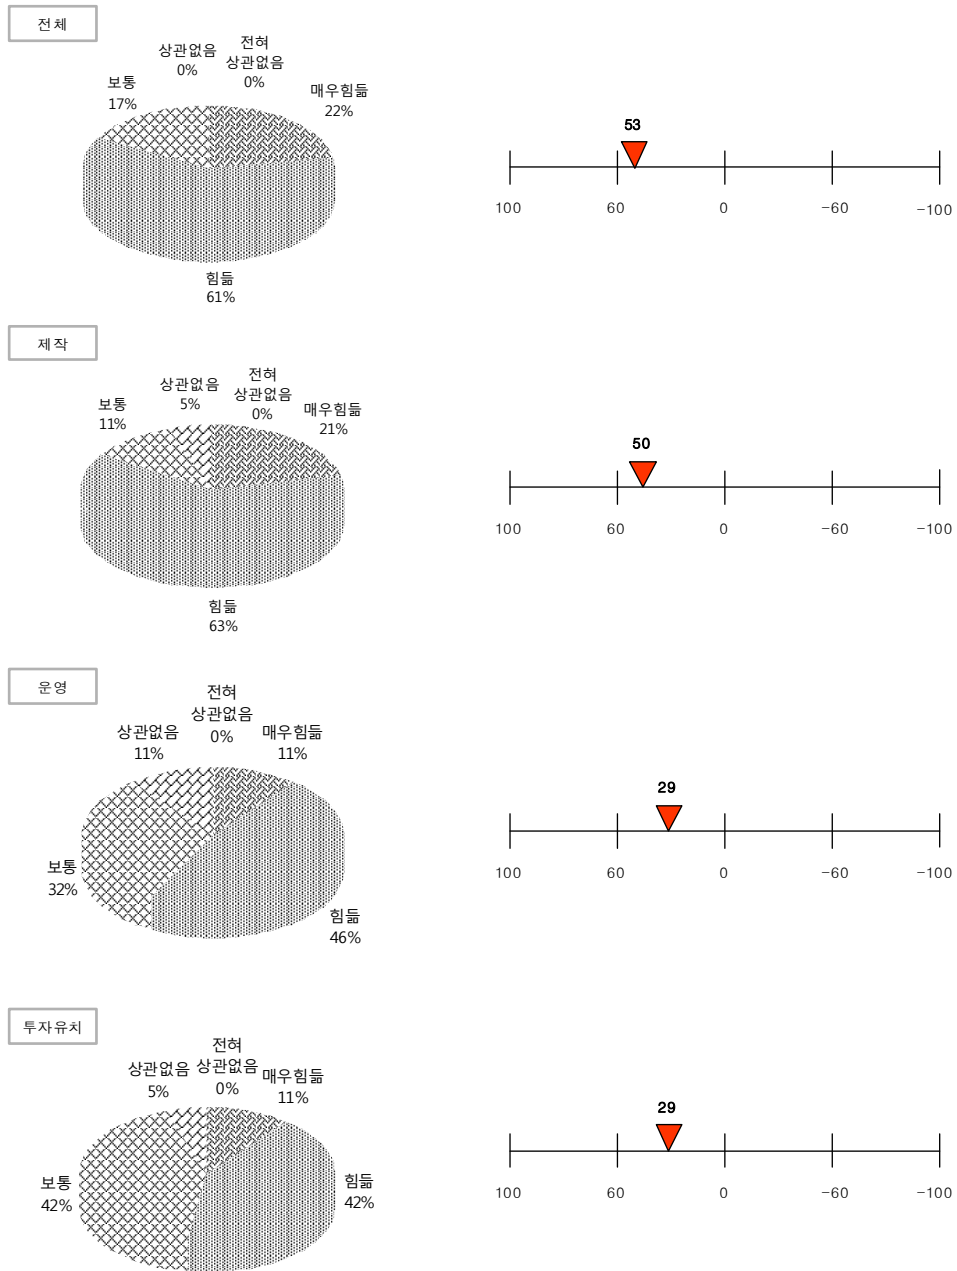 전체
상관없음
0%
전혀
상관없음
0%
보통
17%
매우힘듦
22%
힘듦
61%
53
100 60 0 -60 -100
제작
상관없음
5%
전혀
상관없음
0%
보통
11%
매우힘듦
21%
힘듦
63%
50
100 60 0 -60 -100
운영
상관없음
11%
전혀
상관없음
0%
매우힘듦
11%
보통
32%
힘듦
46%
29
100 60 0 -60 -100
투자유치
상관없음
5%
전혀
상관없음
0%
매우힘듦
11%
보통
42%
힘듦
42%
29
100 60 0 -60 -100